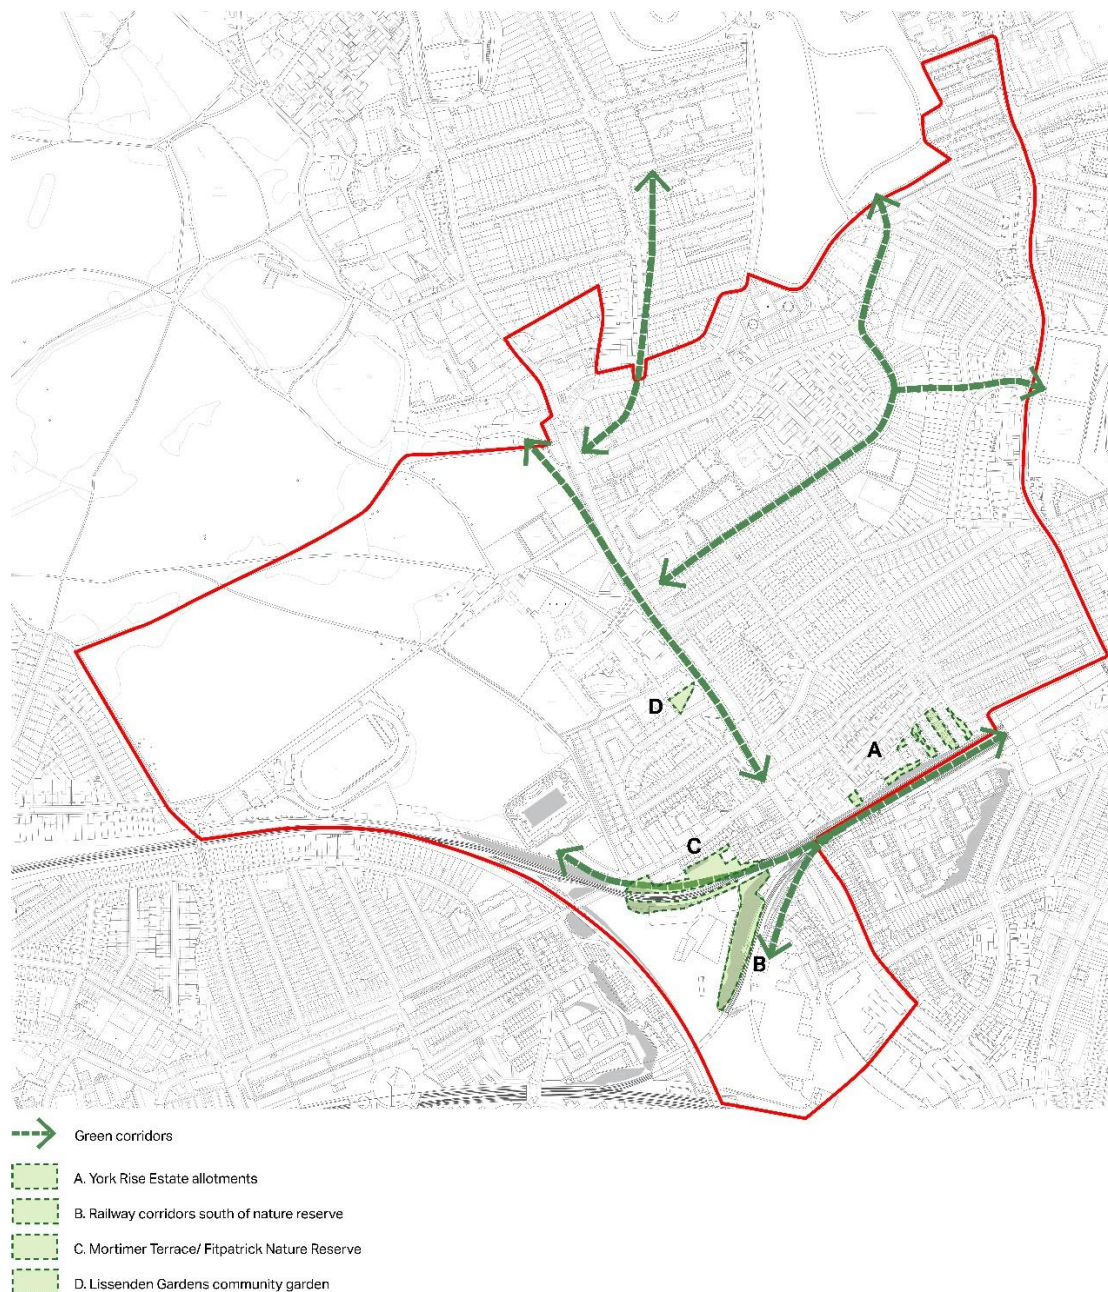 D
A
C
B
Green corridors
A. York Rise Estate allotments
B. Railway corridors south of nature reserve
C. Mortimer Terrace/ Fitpatrick Nature Reserve
D. Lissenden Gardens community garden